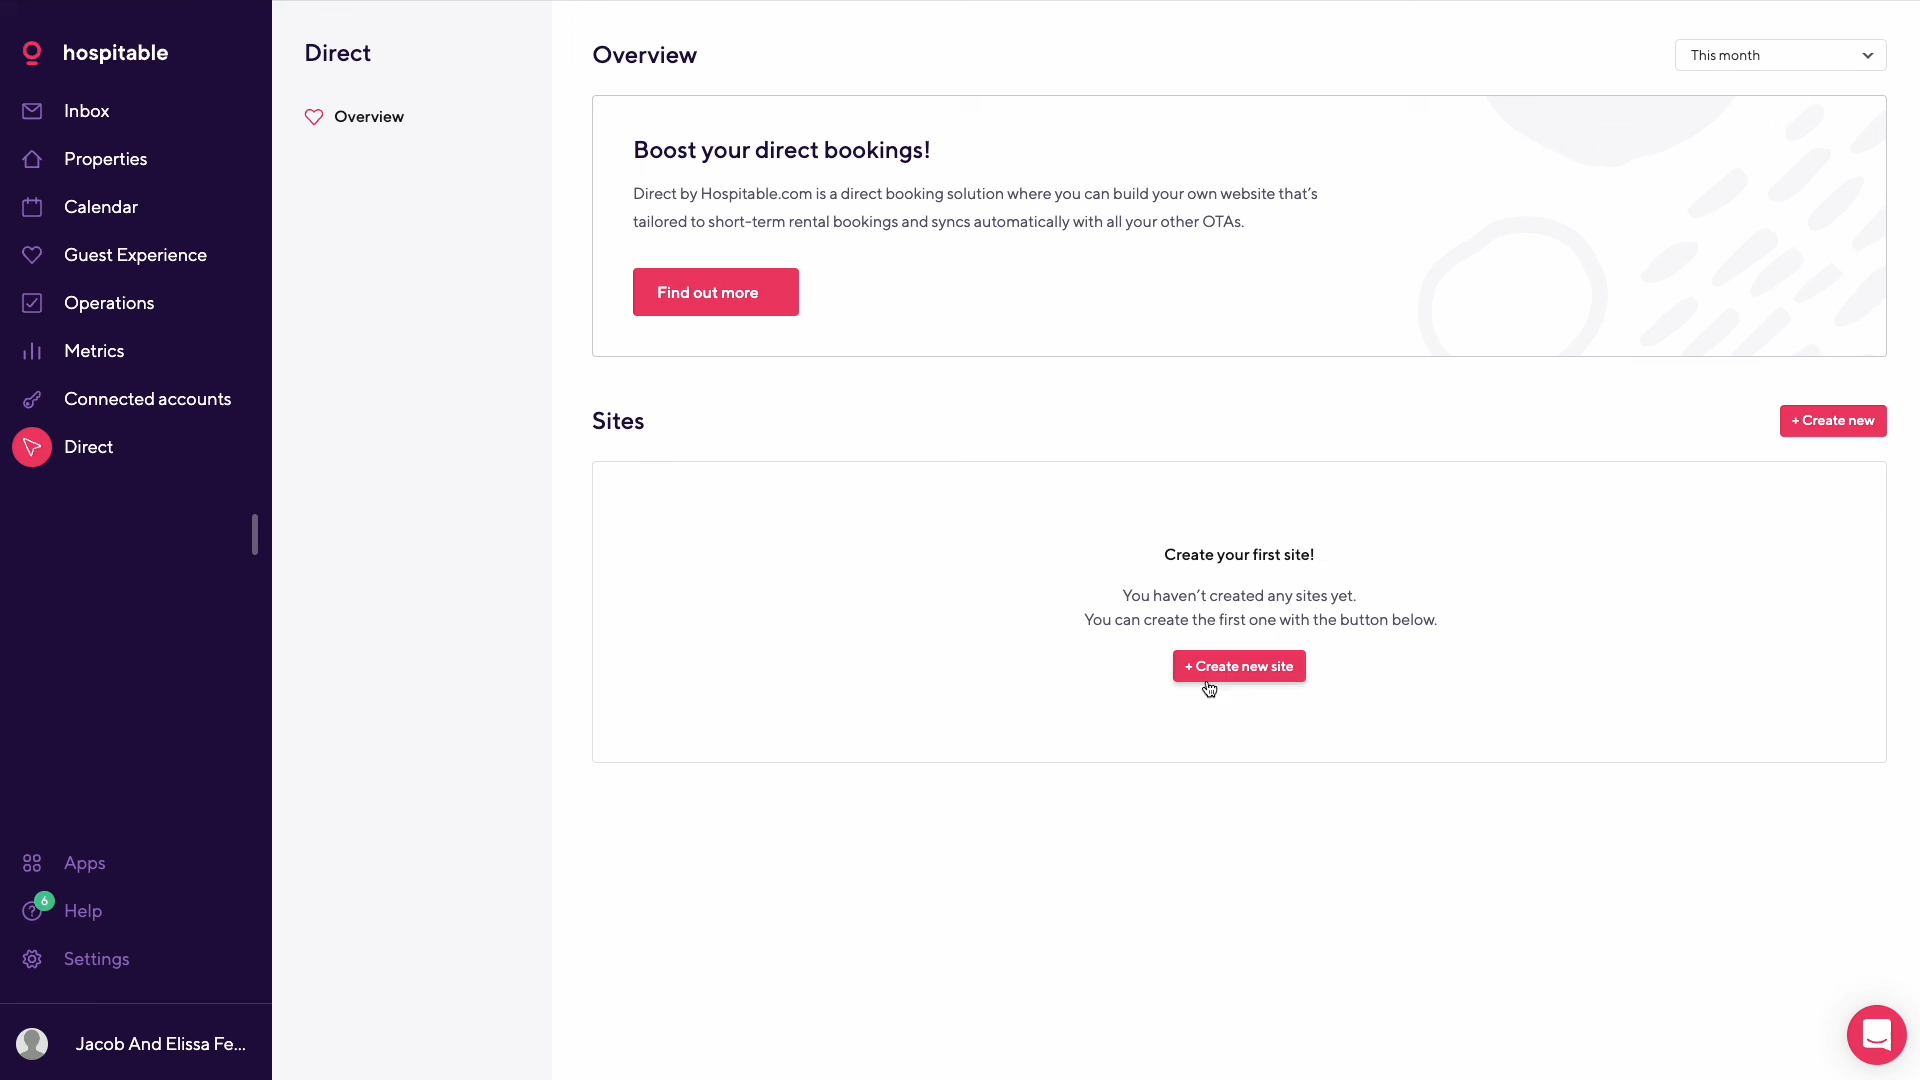 hospitable
Inbox
Properties
Calendar
Guest Experience
Operations
Metrics
Connected accounts
Direct
Apps
6
Help
Settings
Jacob And Elissa Fe...
Direct
Overview
Overview
This month
Boost your direct bookings!
Direct by Hospitable.com is a direct booking solution where you can build your own website that's
tailored to short-term rental bookings and syncs automatically with all your other OTAs.
Find out more
Sites
+ Create new
Create your first site!
You haven't created any sites yet.
You can create the first one with the button below.
+ Create new site